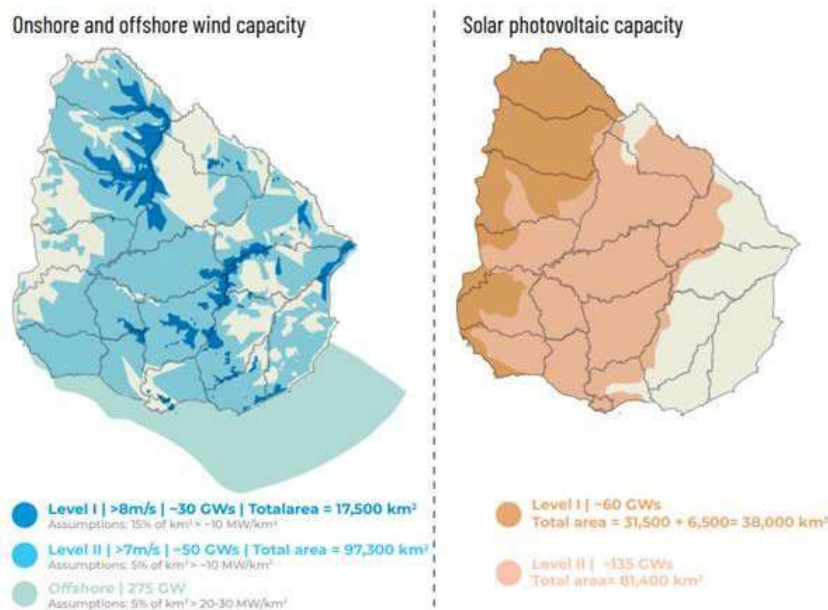 Onshore and offshore wind capacity
Level I | >8m/s | ~30 GWs | Totalarea = 17,500 km²
Assumptions: 15% of km² > ~10 MW/km²
Level II | >7m/s | ~50 GWs | Total area = 97,300 km²
Assumptions: 5% of km² > ~10 MW/km²
Offshore | 275 GW
Assumptions: 5% of km² > 20-30 MW/km²
Solar photovoltaic capacity
Level I | ~60 GWs
Total area = 31,500 + 6,500= 38,000 km²
Level II | ~135 GWs
Total area= 81,400 km²